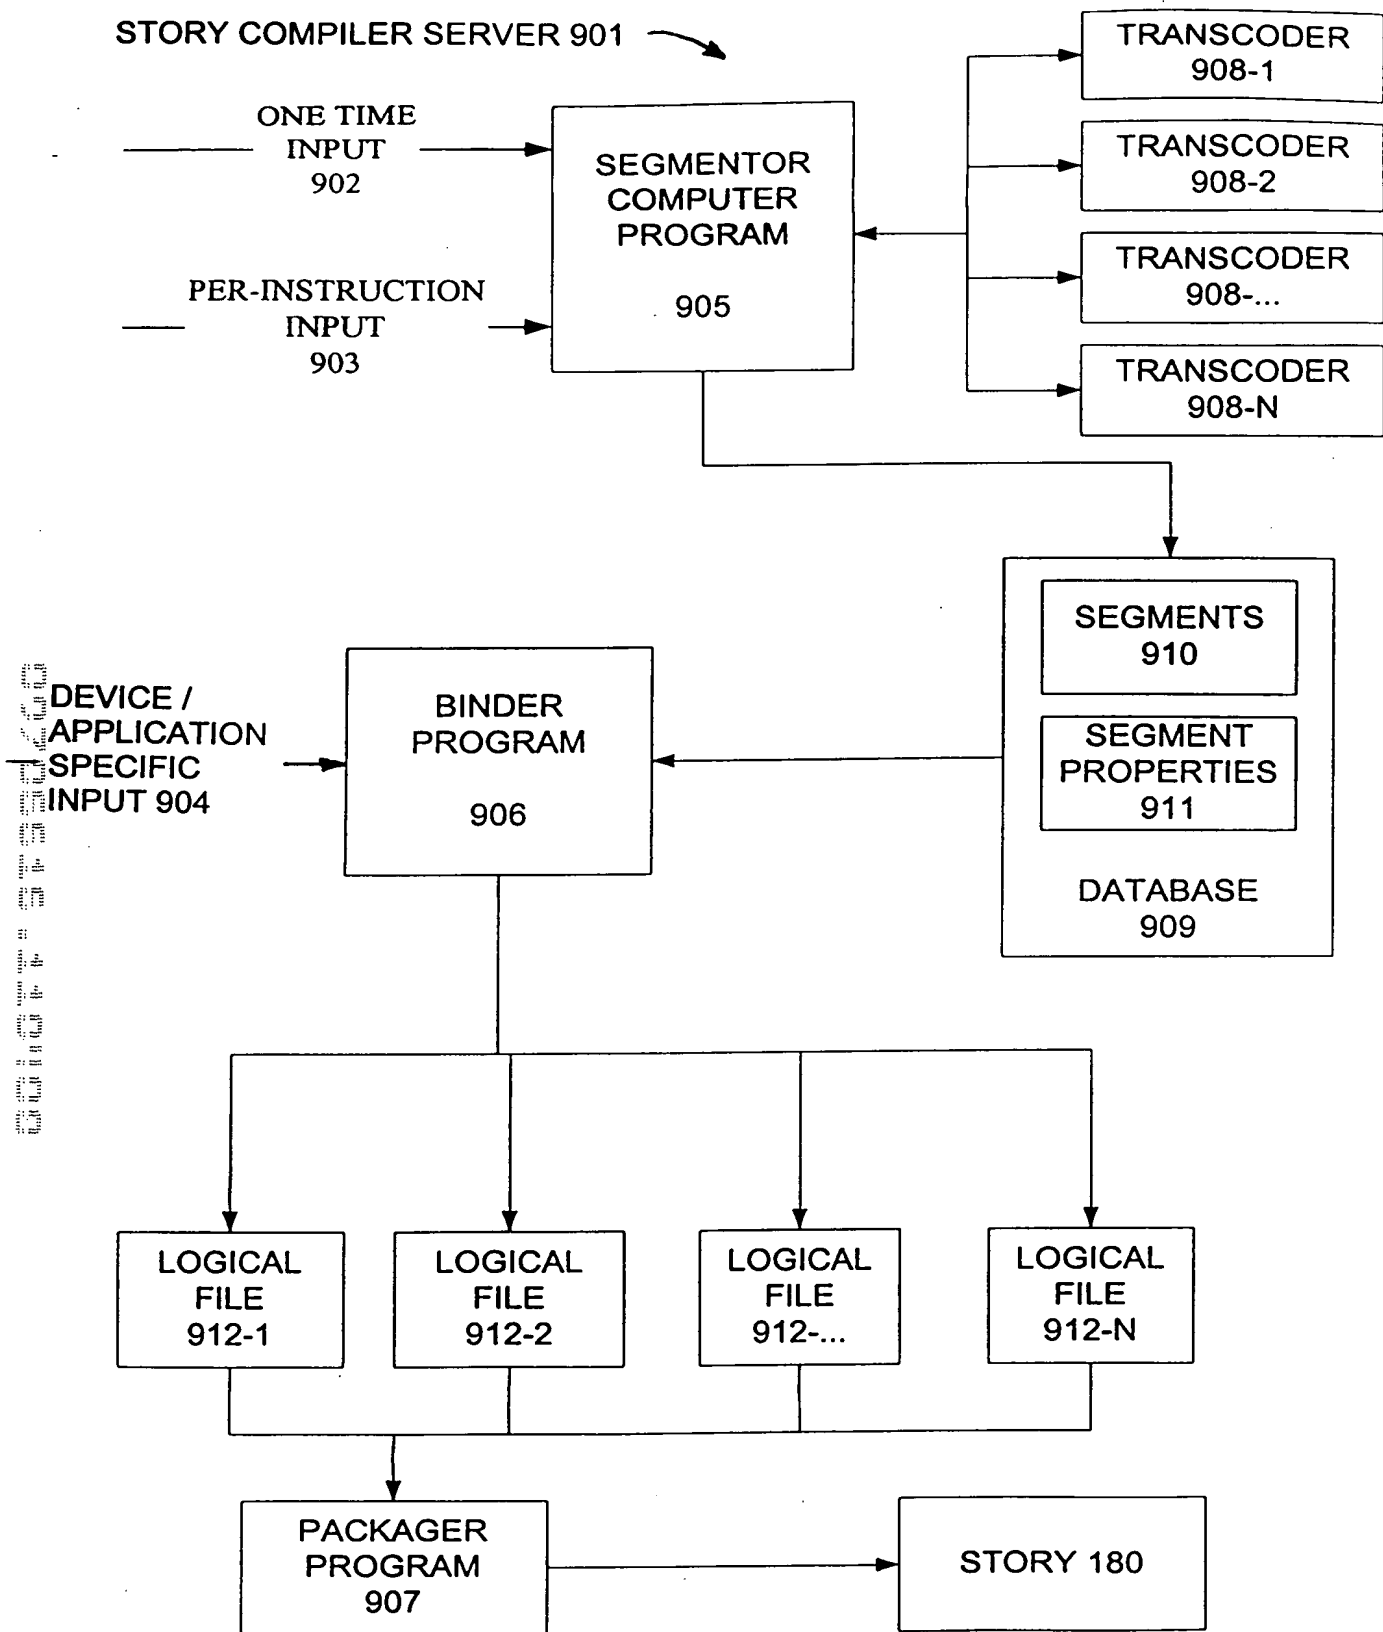 STORY COMPILER SERVER 901
ONE TIME
INPUT
902
PER-INSTRUCTION
INPUT
903
SEGMENTOR
COMPUTER
PROGRAM
905
TRANSCODER
908-1
TRANSCODER
908-2
TRANSCODER
908-...
TRANSCODER
908-N
SEGMENTS
910
SEGMENT
PROPERTIES
911
DATABASE
909
DEVICE /
APPLICATION
SPECIFIC
INPUT 904
BINDER
PROGRAM
906
LOGICAL
FILE
912-1
LOGICAL
FILE
912-2
LOGICAL
FILE
912-...
LOGICAL
FILE
912-N
PACKAGER
PROGRAM
907
STORY 180